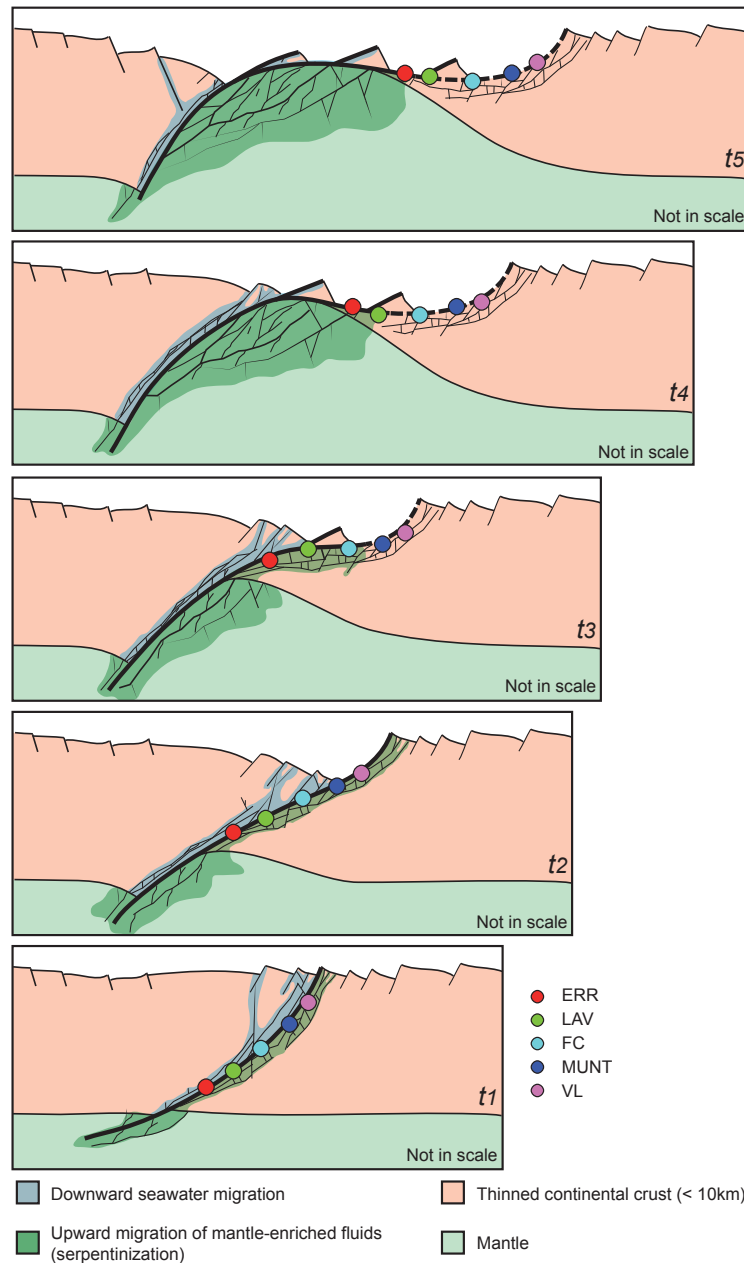 t5
Not in scale
t4
Not in scale
t3
Not in scale
t2
Not in scale
t1
Not in scale
ERR
LAV
FC
MUNT
VL
Downward seawater migration
Thinned continental crust (< 10km)
Upward migration of mantle-enriched fluids
(serpentinization)
Mantle